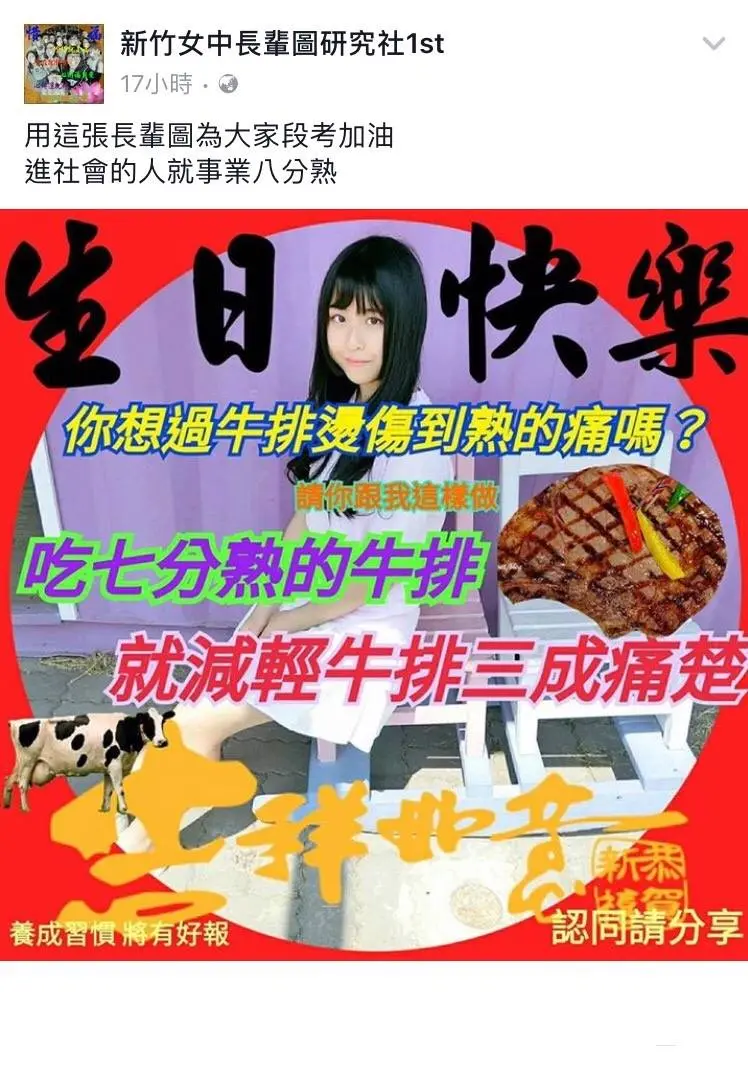 新竹女中長輩圖研究社1st
17小時
用這張長輩圖為大家段考加油
進社會的人就事業八分熟
生日快樂
你想過牛排燙傷到熟的痛嗎？
請你跟我這樣做
吃七分熟的牛排
就減輕牛排三成痛楚
吉祥如意
恭賀新禧
養成習慣 將有好報
認同請分享